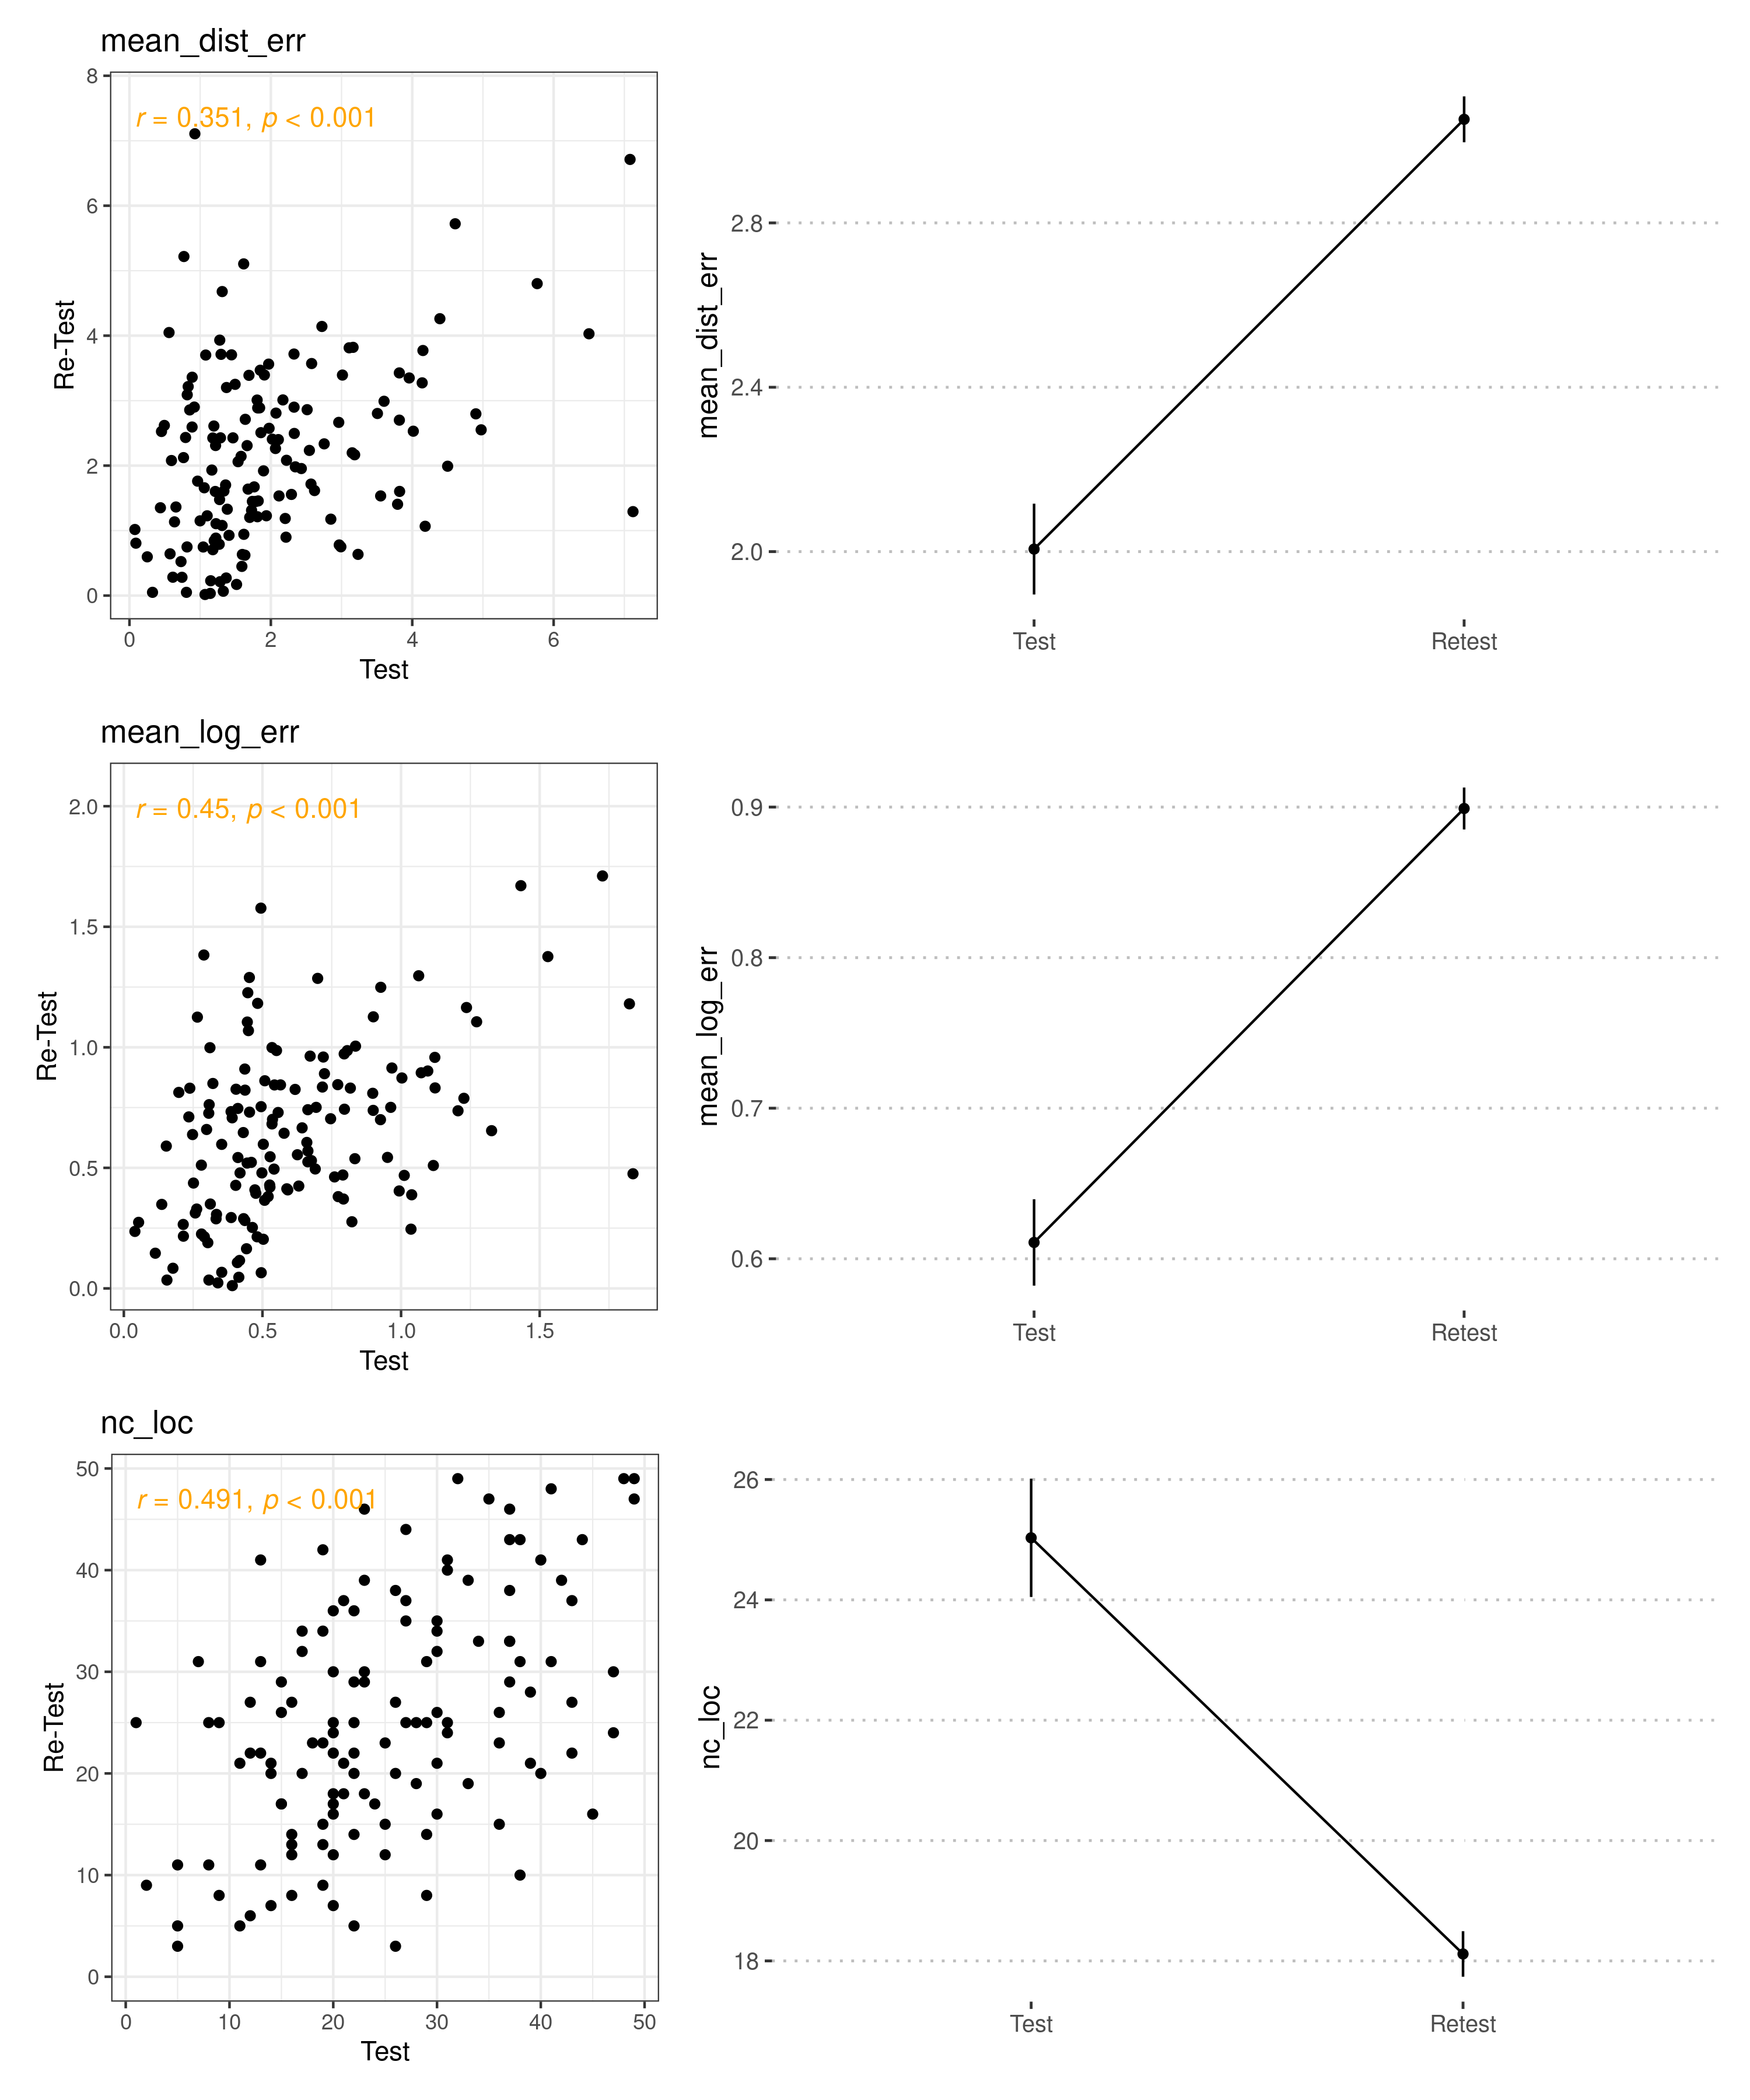 mean_dist_err
r = 0.351, p < 0.001
8
6
4
2
0
Re-Test
0 2 4 6
Test
mean_dist_err
2.8
2.4
2.0
Test Retest
mean_log_err
r = 0.45, p < 0.001
2.0
1.5
1.0
0.5
0.0
Re-Test
0.0 0.5 1.0 1.5
Test
mean_log_err
0.9
0.8
0.7
0.6
Test Retest
nc_loc
r = 0.491, p < 0.001
50
40
30
20
10
0
Re-Test
0 10 20 30 40 50
Test
nc_loc
26
24
22
20
18
Test Retest